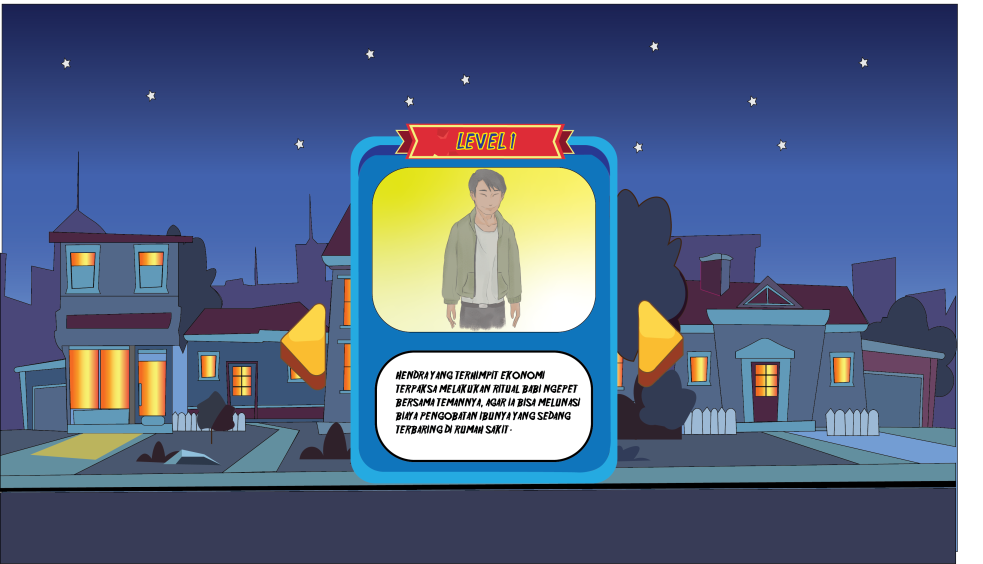 LEVEL 1
HENDRA YANG TERHIMPIT EKONOMI
TERPAKSA MELAKUKAN RITUAL BABI NGEPET
BERSAMA TEMANNYA, AGAR IA BISA MELUNASI
BIAYA PENGOBATAN IBUNYA YANG SEDANG
TERBARING DI RUMAH SAKIT.